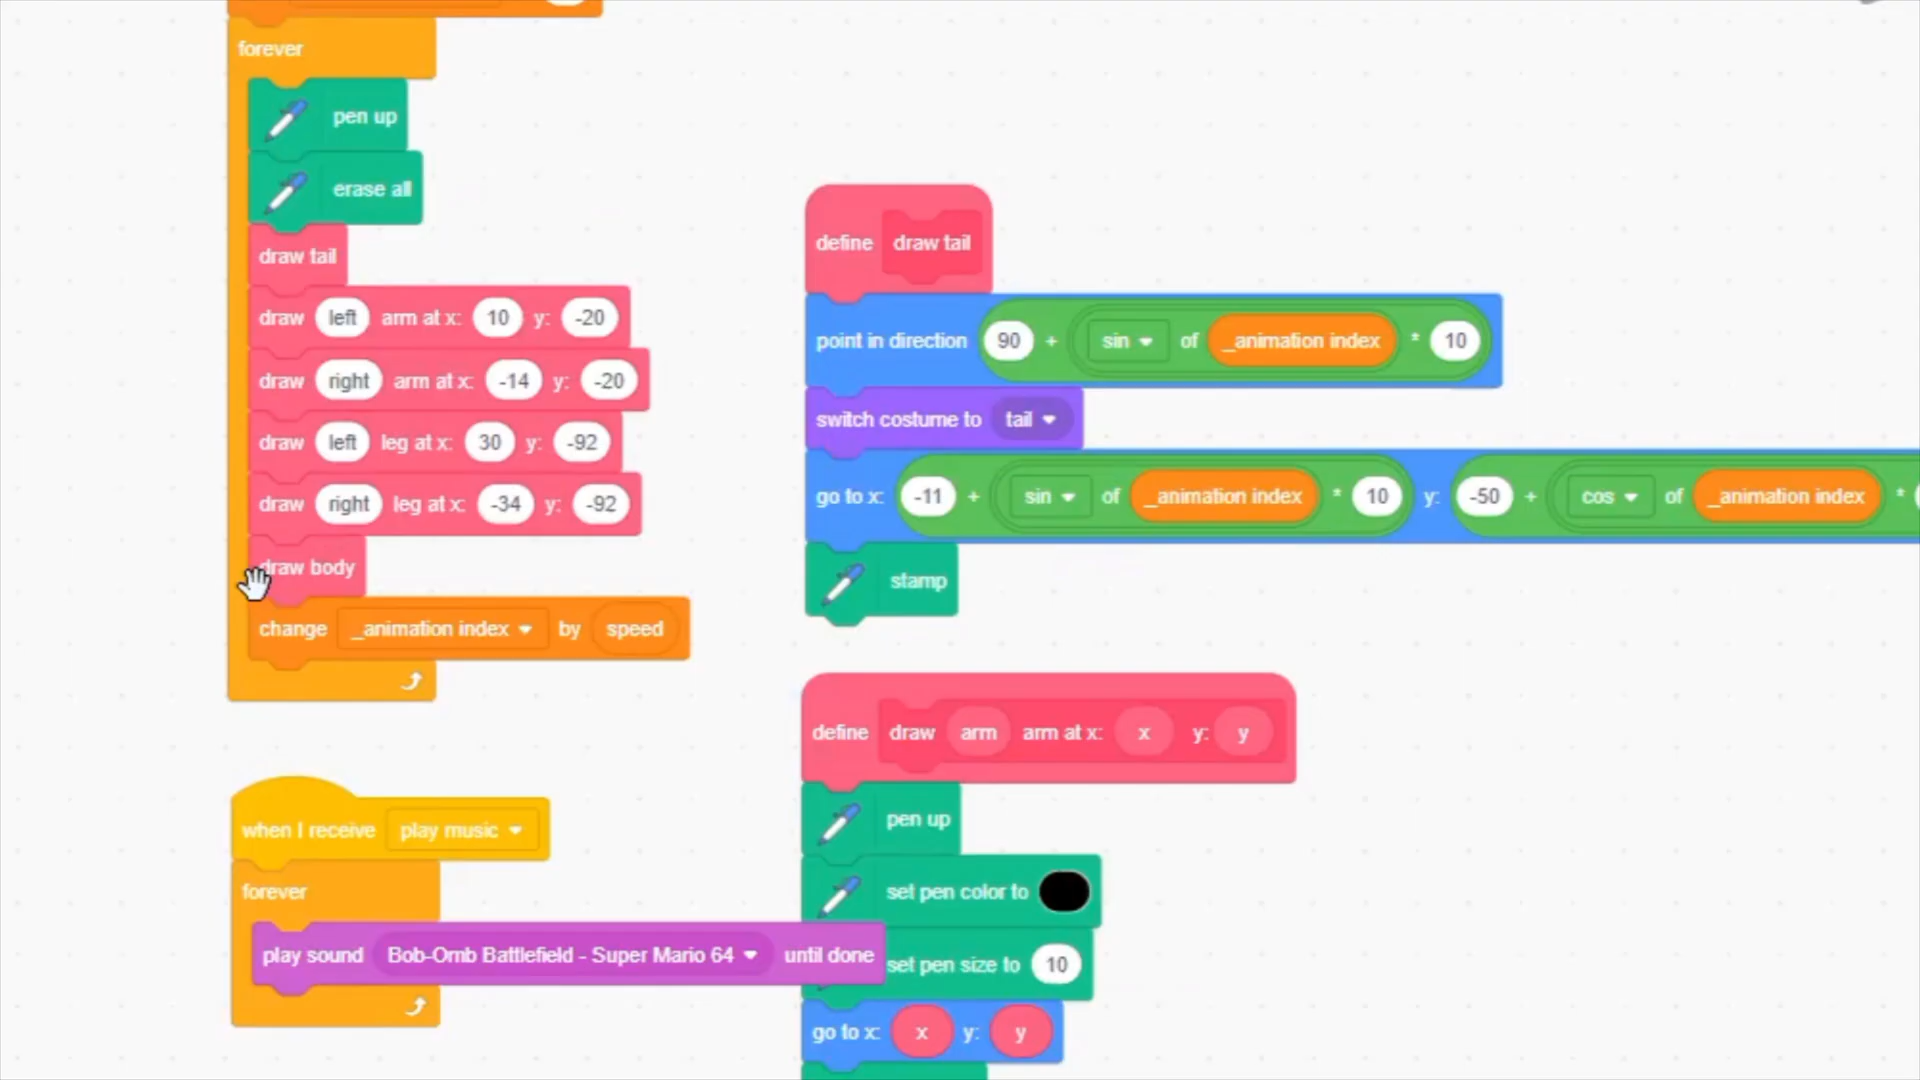 forever
pen up
erase all
draw tail
draw left arm at x: 10 y: -20
draw right arm at x: -14 y: -20
draw left leg at x: 30 y: -92
draw right leg at x: -34 y: -92
draw body
change _animation index by speed
when I receive play music
forever
play sound Bob-Omb Battlefield - Super Mario 64 until done
define draw tail
point in direction 90 + sin of _animation index * 10
switch costume to tail
go to x: -11 + sin of _animation index * 10 y: -50 + cos of _animation index *
stamp
define draw arm arm at x: x y: y
pen up
set pen color to
set pen size to 10
go to x: x y: y